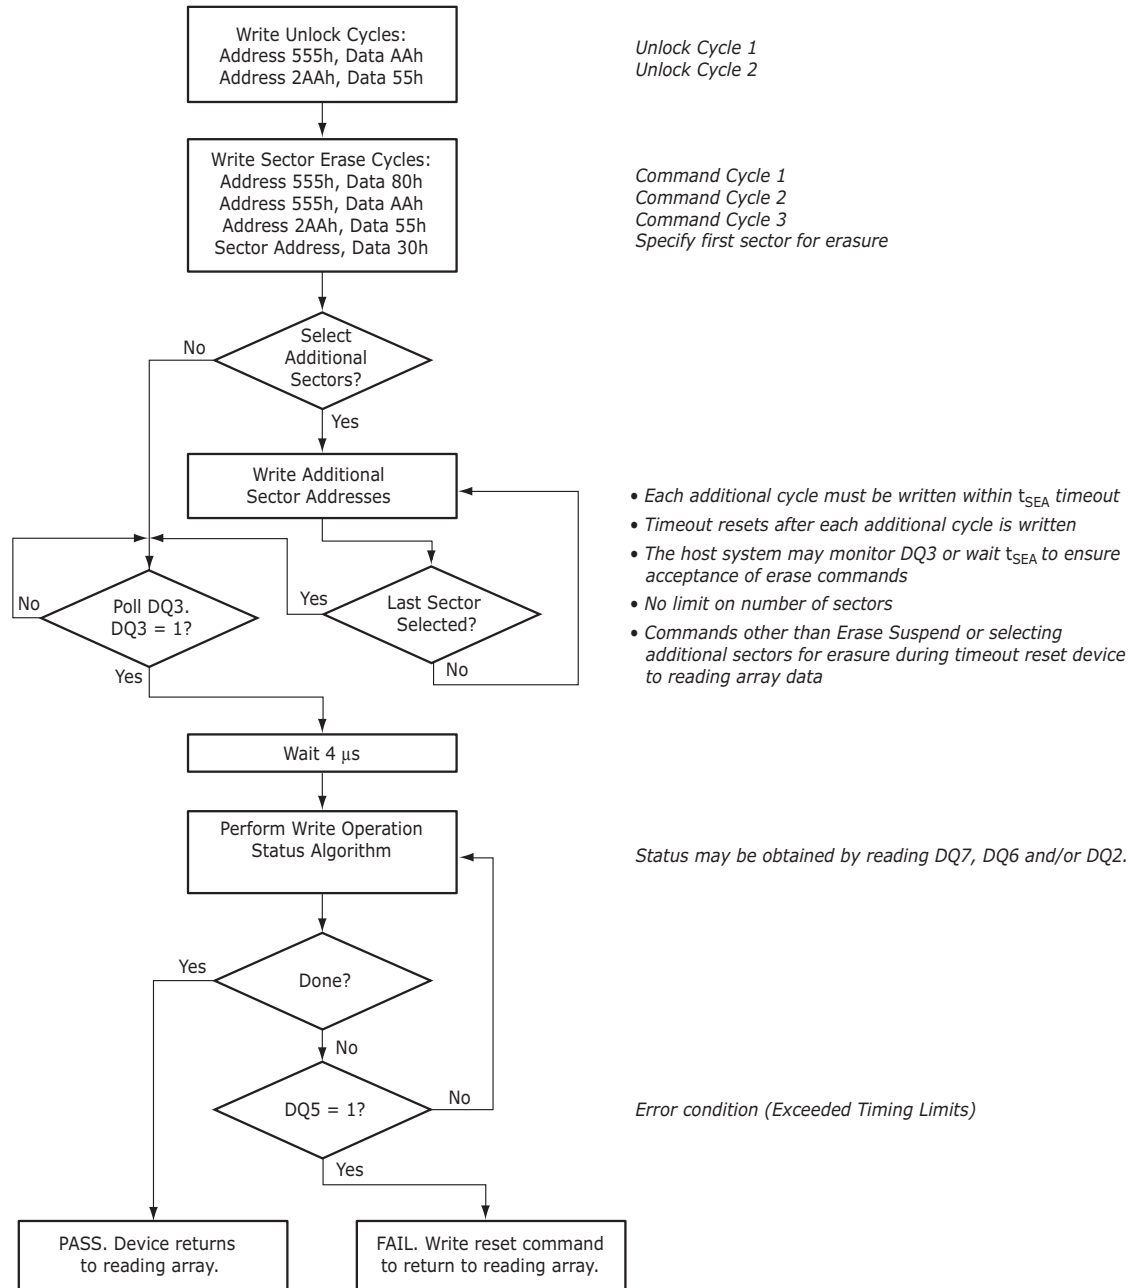 Write Unlock Cycles:
Address 555h, Data AAh
Address 2AAh, Data 55h
Unlock Cycle 1
Unlock Cycle 2
Write Sector Erase Cycles:
Address 555h, Data 80h
Address 555h, Data AAh
Address 2AAh, Data 55h
Sector Address, Data 30h
Command Cycle 1
Command Cycle 2
Command Cycle 3
Specify first sector for erasure
Select
Additional
Sectors?
No
Yes
Write Additional
Sector Addresses
• Each additional cycle must be written within tSEA timeout
• Timeout resets after each additional cycle is written
• The host system may monitor DQ3 or wait tSEA to ensure
acceptance of erase commands
• No limit on number of sectors
• Commands other than Erase Suspend or selecting
additional sectors for erasure during timeout reset device
to reading array data
Poll DQ3.
DQ3 = 1?
No
Yes
Last Sector
Selected?
Yes
No
Wait 4 μs
Perform Write Operation
Status Algorithm
Status may be obtained by reading DQ7, DQ6 and/or DQ2.
Done?
Yes
No
DQ5 = 1?
No
Yes
Error condition (Exceeded Timing Limits)
PASS. Device returns
to reading array.
FAIL. Write reset command
to return to reading array.